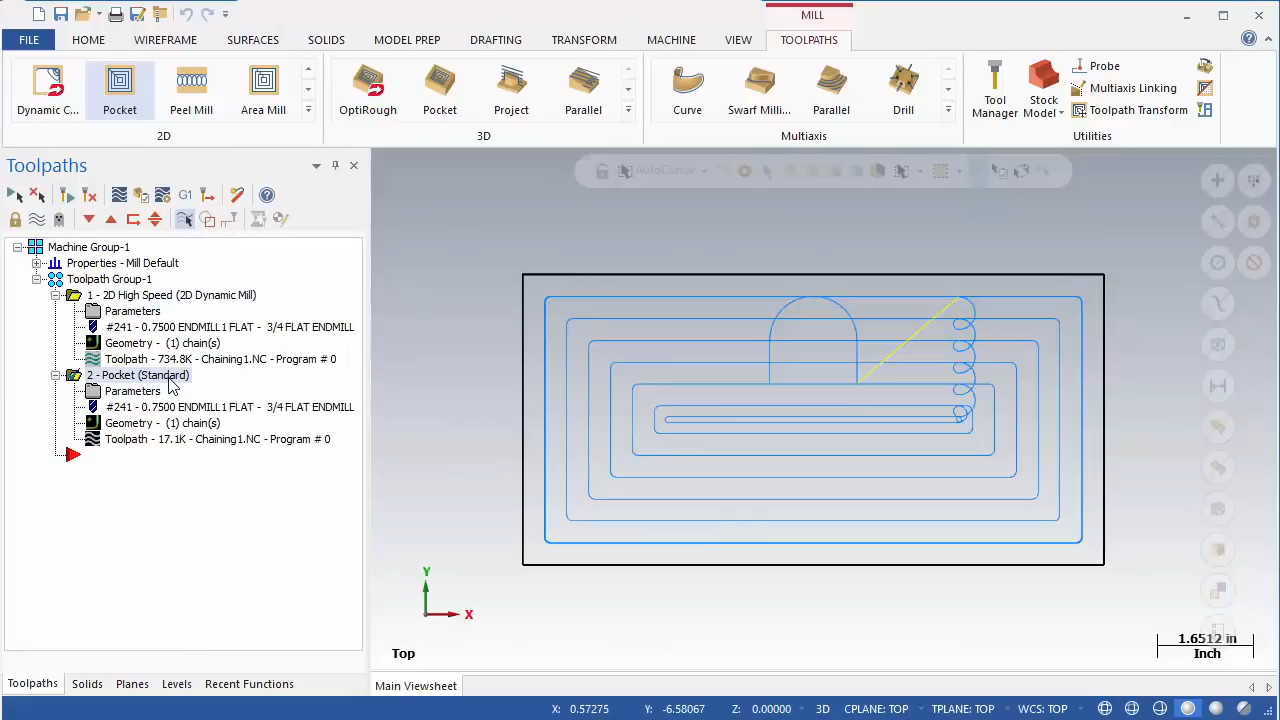 MILL
FILE HOME WIREFRAME SURFACES SOLIDS MODEL PREP DRAFTING TRANSFORM MACHINE VIEW TOOLPATHS
Dynamic C... Pocket Peel Mill Area Mill
2D
OptiRough Pocket Project Parallel
3D
Curve Swarf Milli... Parallel Drill
Multiaxis
Tool Manager
Stock Model
Probe
Multiaxis Linking
Toolpath Transform
Utilities
Toolpaths
G1
AutoCursor
Machine Group-1
Properties - Mill Default
Toolpath Group-1
1 - 2D High Speed (2D Dynamic Mill)
Parameters
#241 - 0.7500 ENDMILL1 FLAT - 3/4 FLAT ENDMILL
Geometry - (1) chain(s)
Toolpath - 734.8K - Chaining1.NC - Program # 0
2 - Pocket (Standard)
Parameters
#241 - 0.7500 ENDMILL1 FLAT - 3/4 FLAT ENDMILL
Geometry - (1) chain(s)
Toolpath - 17.1K - Chaining1.NC - Program # 0
Y
X
Top
1.6512 in
Inch
Toolpaths Solids Planes Levels Recent Functions
Main Viewsheet
X: 0.57275 Y: -6.58067 Z: 0.00000 3D CPLANE: TOP TPLANE: TOP WCS: TOP